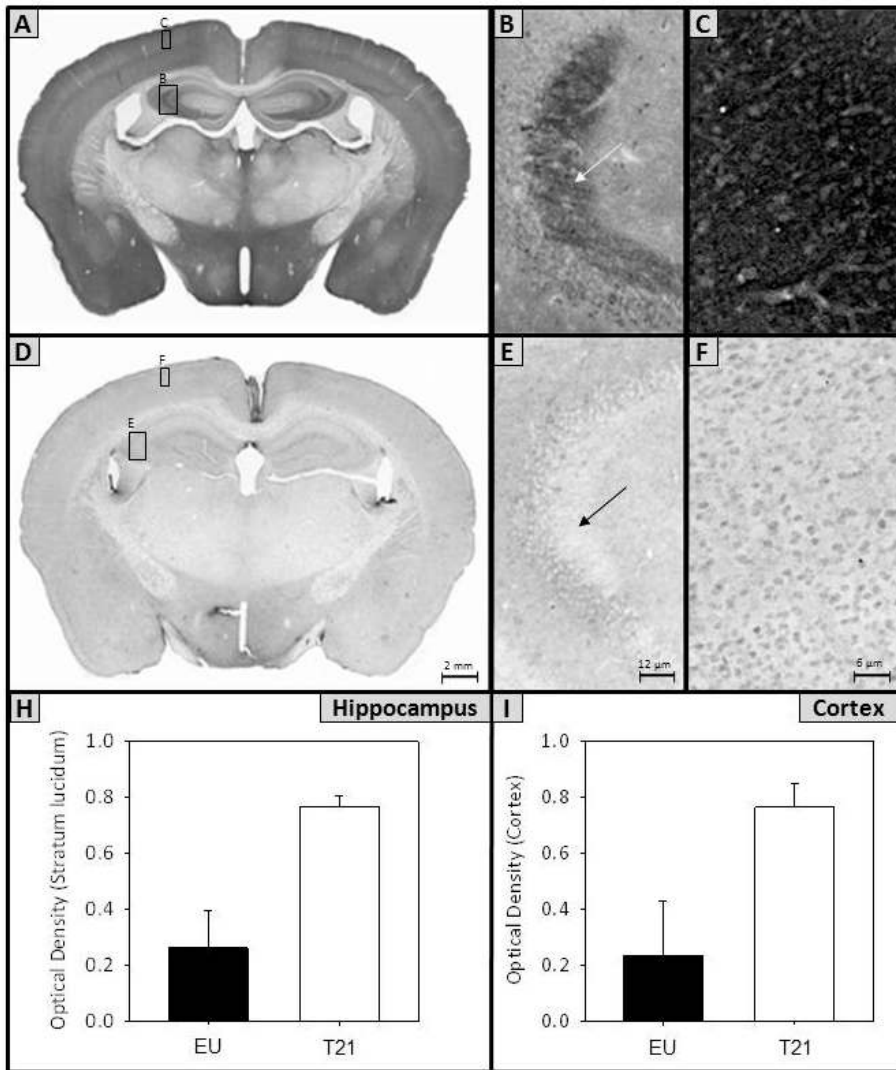 A
C
B
B
C
D
F
E
2 mm
E
12 µm
F
6 µm
H
Hippocampus
Optical Density (Stratum lucidum)
1.0
0.8
0.6
0.4
0.2
0.0
EU
T21
I
Cortex
Optical Density (Cortex)
1.0
0.8
0.6
0.4
0.2
0.0
EU
T21